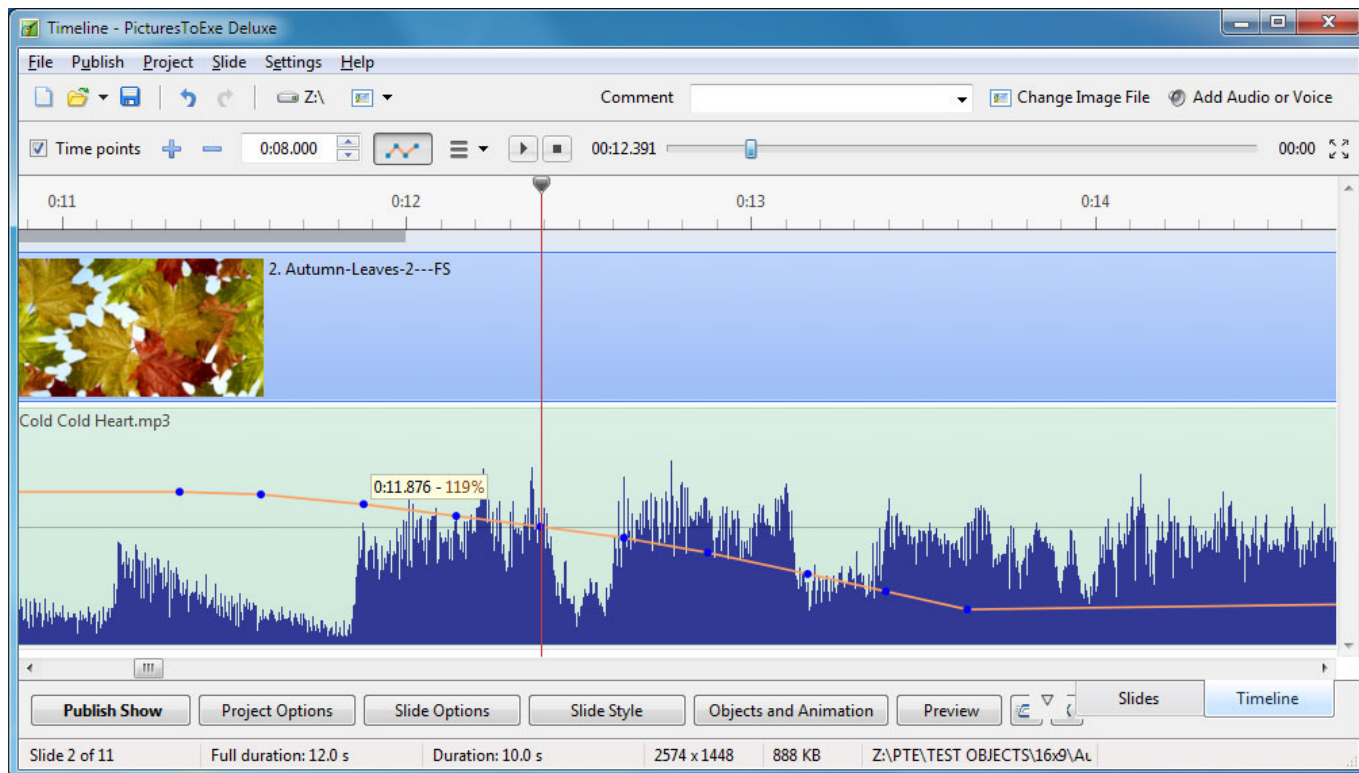 Timeline - PicturesToExe Deluxe
File Publish Project Slide Settings Help
Z:\ Comment Change Image File Add Audio or Voice
Time points 0:08.000 00:12.391 00:00
0:11 0:12 0:13 0:14
2. Autumn-Leaves-2---FS
Cold Cold Heart.mp3
0:11.876 - 119%
Publish Show Project Options Slide Options Slide Style Objects and Animation Preview Slides Timeline
Slide 2 of 11 Full duration: 12.0 s Duration: 10.0 s 2574 x 1448 888 KB Z:\PTE\TEST OBJECTS\16x9\Au